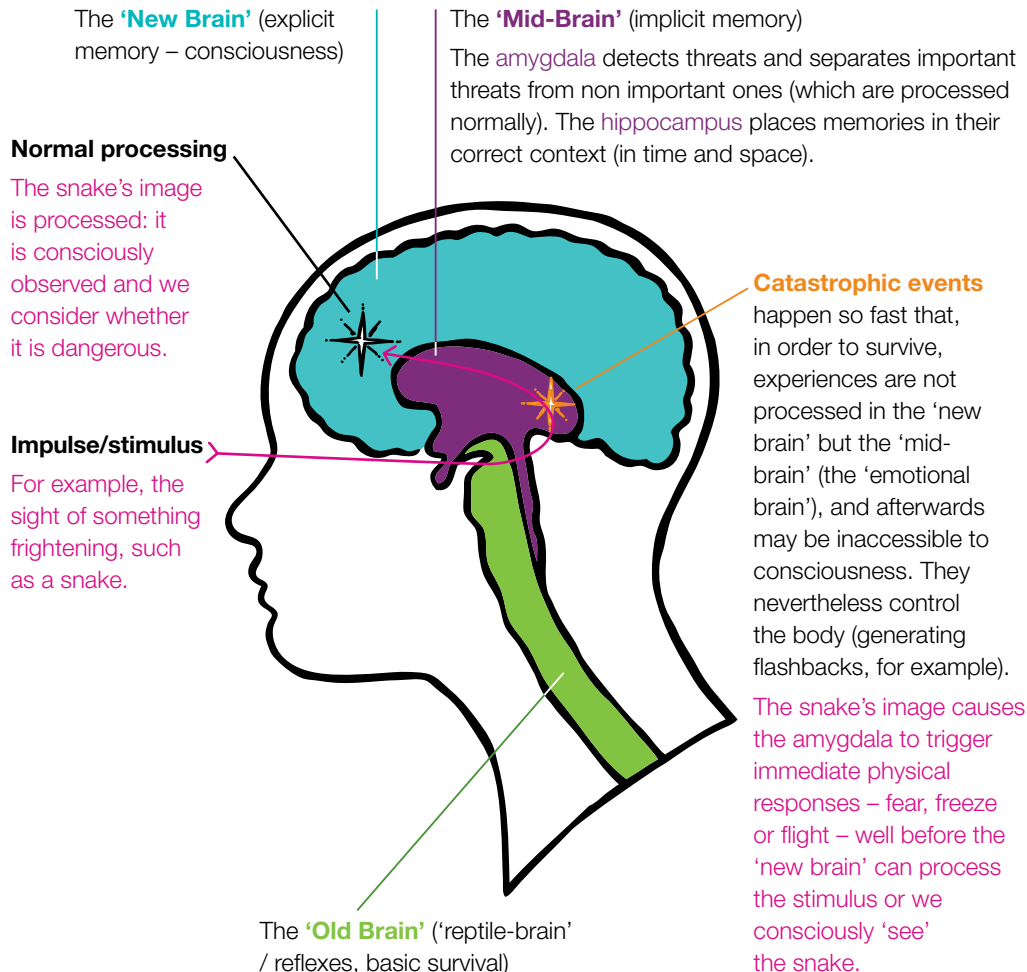 The ‘New Brain’ (explicit
memory – consciousness)
The ‘Mid-Brain’ (implicit memory)
The amygdala detects threats and separates important
threats from non important ones (which are processed
normally). The hippocampus places memories in their
correct context (in time and space).
Normal processing
The snake’s image
is processed: it
is consciously
observed and we
consider whether
it is dangerous.
Impulse/stimulus
For example, the
sight of something
frightening, such
as a snake.
Catastrophic events
happen so fast that,
in order to survive,
experiences are not
processed in the ‘new
brain’ but the ‘mid-
brain’ (the ‘emotional
brain’), and afterwards
may be inaccessible to
consciousness. They
nevertheless control
the body (generating
flashbacks, for example).
The snake’s image causes
the amygdala to trigger
immediate physical
responses – fear, freeze
or flight – well before the
‘new brain’ can process
the stimulus or we
consciously ‘see’
the snake.
The ‘Old Brain’ (‘reptile-brain’
/ reflexes, basic survival)